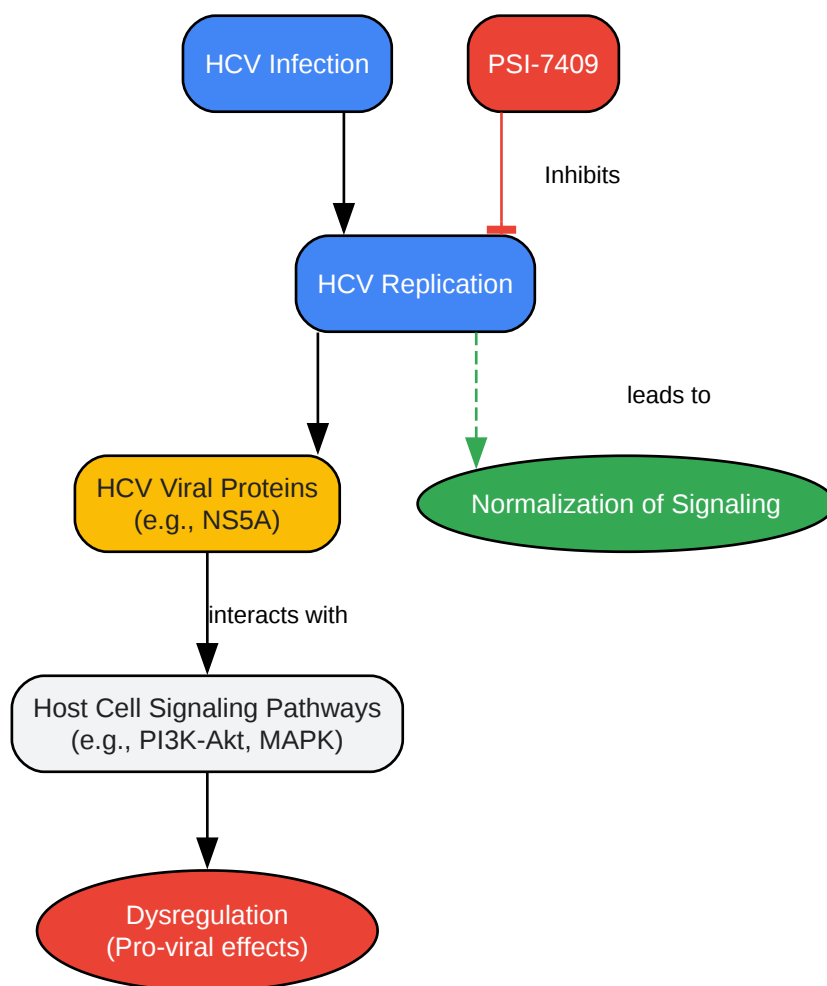 HCV Infection
PSI-7409
Inhibits
HCV Replication
leads to
HCV Viral Proteins
(e.g., NS5A)
Normalization of Signaling
interacts with
Host Cell Signaling Pathways
(e.g., PI3K-Akt, MAPK)
Dysregulation
(Pro-viral effects)